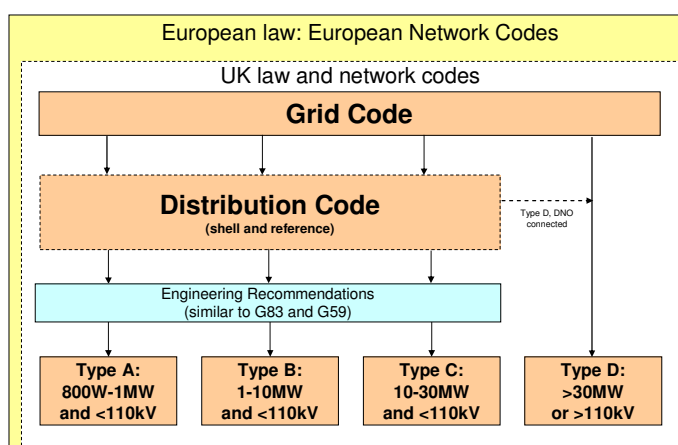 European law: European Network Codes
UK law and network codes
Grid Code
Distribution Code
(shell and reference)
Type D, DNO
connected
Engineering Recommendations
(similar to G83 and G59)
Type A:
800W-1MW
and <110kV
Type B:
1-10MW
and <110kV
Type C:
10-30MW
and <110kV
Type D:
>30MW
or >110kV